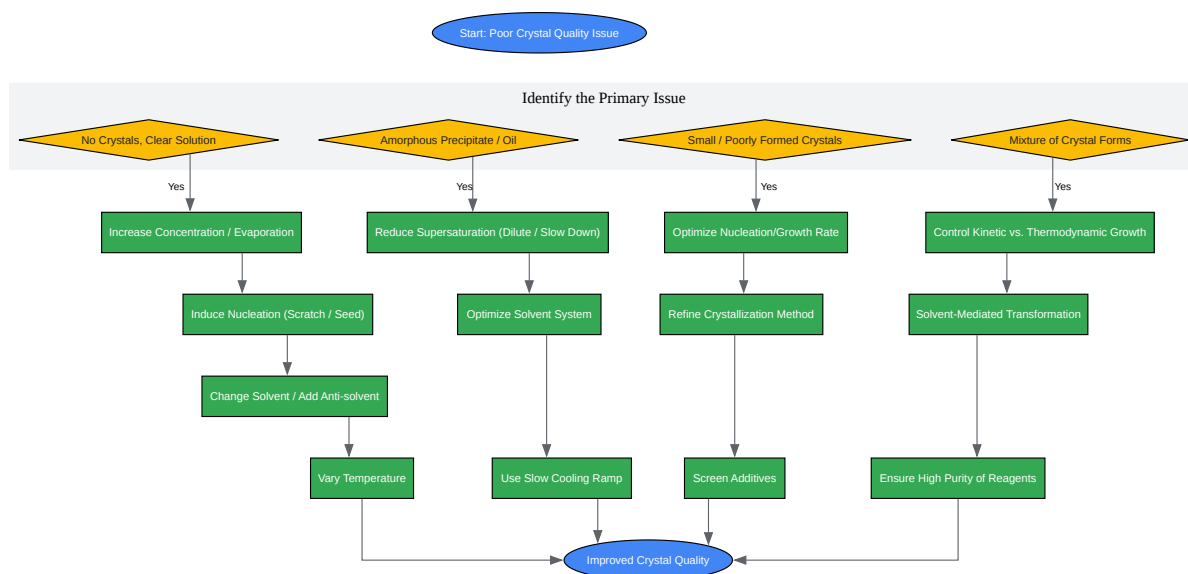 Start: Poor Crystal Quality Issue
Identify the Primary Issue
No Crystals, Clear Solution
Amorphous Precipitate / Oil
Small / Poorly Formed Crystals
Mixture of Crystal Forms
Yes
Yes
Yes
Yes
Increase Concentration / Evaporation
Reduce Supersaturation (Dilute / Slow Down)
Optimize Nucleation/Growth Rate
Control Kinetic vs. Thermodynamic Growth
Induce Nucleation (Scratch / Seed)
Optimize Solvent System
Refine Crystallization Method
Solvent-Mediated Transformation
Change Solvent / Add Anti-solvent
Vary Temperature
Use Slow Cooling Ramp
Screen Additives
Ensure High Purity of Reagents
Improved Crystal Quality